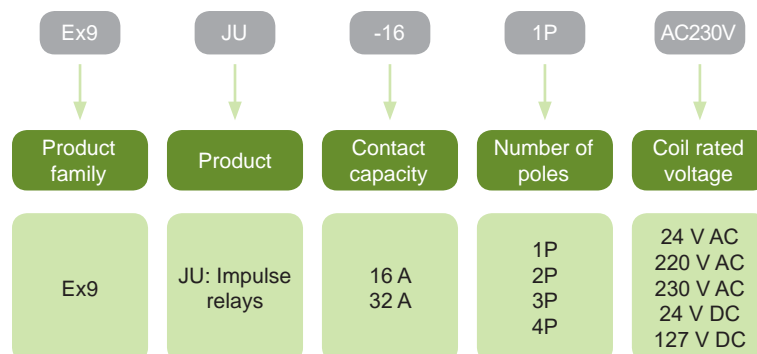 Ex9
JU
-16
1P
AC230V
Product
family
Product
Contact
capacity
Number of
poles
Coil rated
voltage
Ex9
JU: Impulse
relays
16 A
32 A
1P
2P
3P
4P
24 V AC
220 V AC
230 V AC
24 V DC
127 V DC